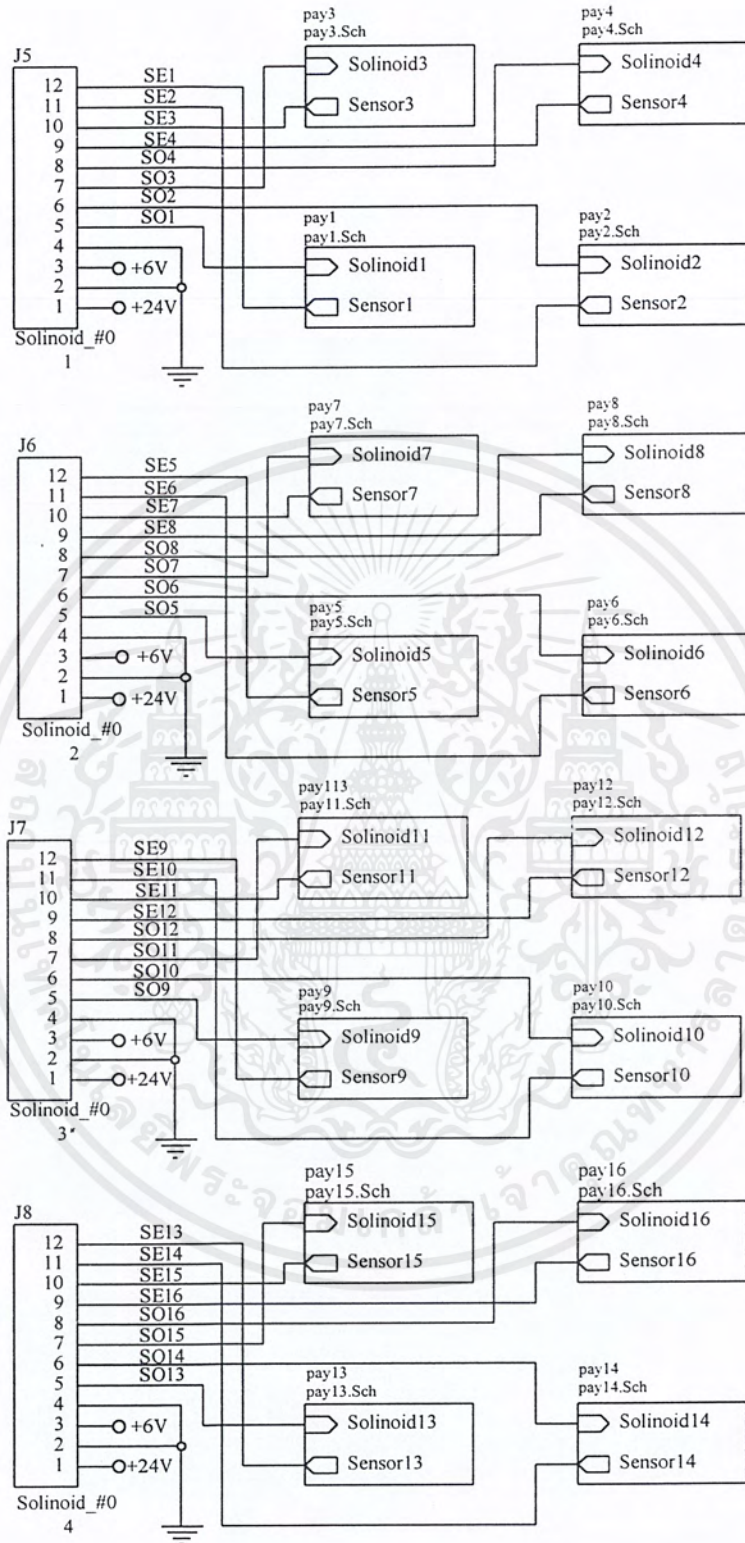 pay3
pay3.Sch
pay4
pay4.Sch
J5
Solinoid3
Sensor3
Solinoid4
Sensor4
12 SE1
11 SE2
10 SE3
9 SE4
8 SO4
7 SO3
6 SO2
5 SO1
4
3 +6V
2
1 +24V
Solinoid_#0
1
pay1
pay1.Sch
Solinoid1
Sensor1
pay2
pay2.Sch
Solinoid2
Sensor2
pay7
pay7.Sch
pay8
pay8.Sch
J6
Solinoid7
Sensor7
Solinoid8
Sensor8
12 SE5
11 SE6
10 SE7
9 SE8
8 SO8
7 SO7
6 SO6
5 SO5
4
3 +6V
2
1 +24V
Solinoid_#0
2
pay5
pay5.Sch
Solinoid5
Sensor5
pay6
pay6.Sch
Solinoid6
Sensor6
pay113
pay11.Sch
pay12
pay12.Sch
J7
Solinoid11
Sensor11
Solinoid12
Sensor12
12 SE9
11 SE10
10 SE11
9 SE12
8 SO12
7 SO11
6 SO10
5 SO9
4
3 +6V
2
1 +24V
Solinoid_#0
3
pay9
pay9.Sch
Solinoid9
Sensor9
pay10
pay10.Sch
Solinoid10
Sensor10
pay15
pay15.Sch
pay16
pay16.Sch
J8
Solinoid15
Sensor15
Solinoid16
Sensor16
12 SE13
11 SE14
10 SE15
9 SE16
8 SO16
7 SO15
6 SO14
5 SO13
4
3 +6V
2
1 +24V
Solinoid_#0
4
pay13
pay13.Sch
Solinoid13
Sensor13
pay14
pay14.Sch
Solinoid14
Sensor14